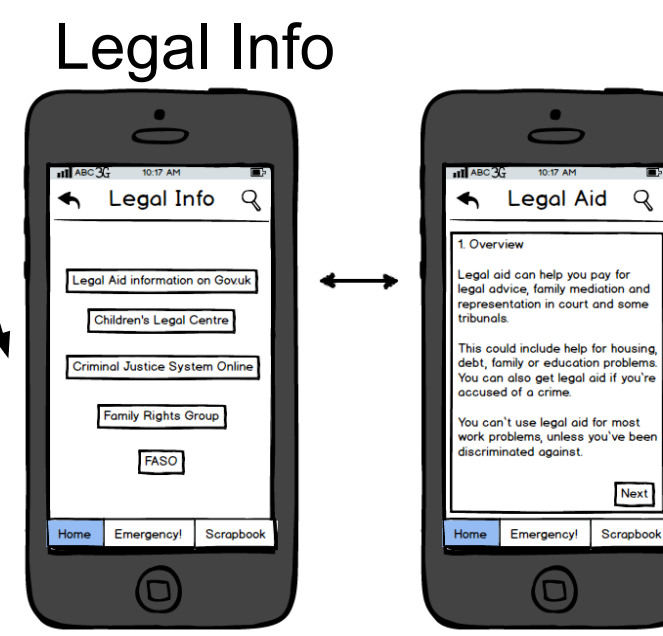 Legal Info
ABC 3G 10:17 AM
Legal Info
Legal Aid information on Gov.uk
Children's Legal Centre
Criminal Justice System Online
Family Rights Group
FASO
Home Emergency! Scrapbook
ABC 3G 10:17 AM
Legal Aid
1. Overview
Legal aid can help you pay for
legal advice, family mediation and
representation in court and some
tribunals.
This could include help for housing,
debt, family or education problems.
You can also get legal aid if you`re
accused of a crime.
You can`t use legal aid for most
work problems, unless you`ve been
discriminated against.
Next
Home Emergency! Scrapbook